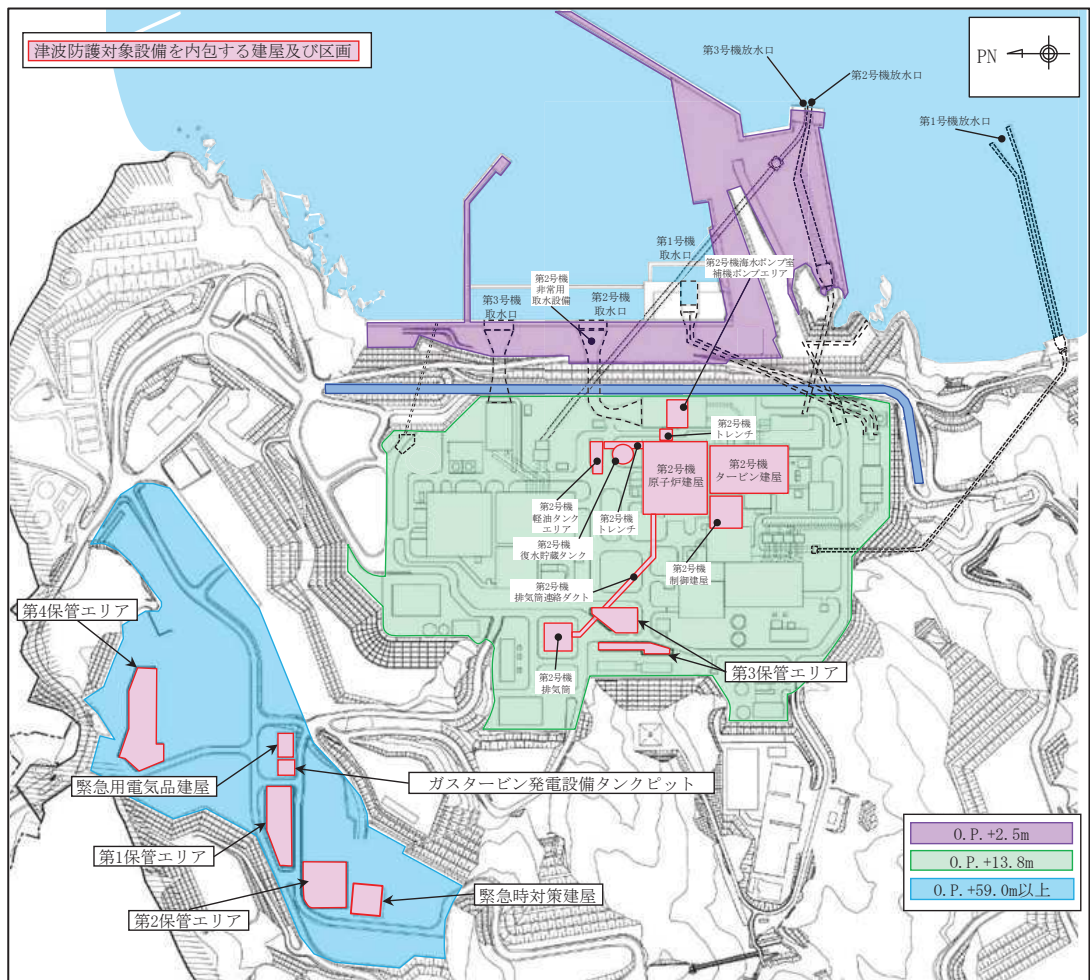 津波防護対象設備を内包する建屋及び区画
PN
第3号機放水口
第2号機放水口
第1号機放水口
第1号機
取水口
第2号機海水ポンプ室
補機ポンプエリア
第2号機
非常用
取水設備
第3号機
取水口
第2号機
取水口
第2号機
トレンチ
第2号機
原子炉建屋
第2号機
タービン建屋
第2号機
軽油タンク
エリア
第2号機
トレンチ
第2号機
復水貯蔵タンク
第2号機
制御建屋
第2号機
排気筒連絡ダクト
第4保管エリア
第3保管エリア
第2号機
排気筒
緊急用電気品建屋
ガスタービン発電設備タンクピット
第1保管エリア
第2保管エリア
緊急時対策建屋
O.P.+2.5m
O.P.+13.8m
O.P.+59.0m以上